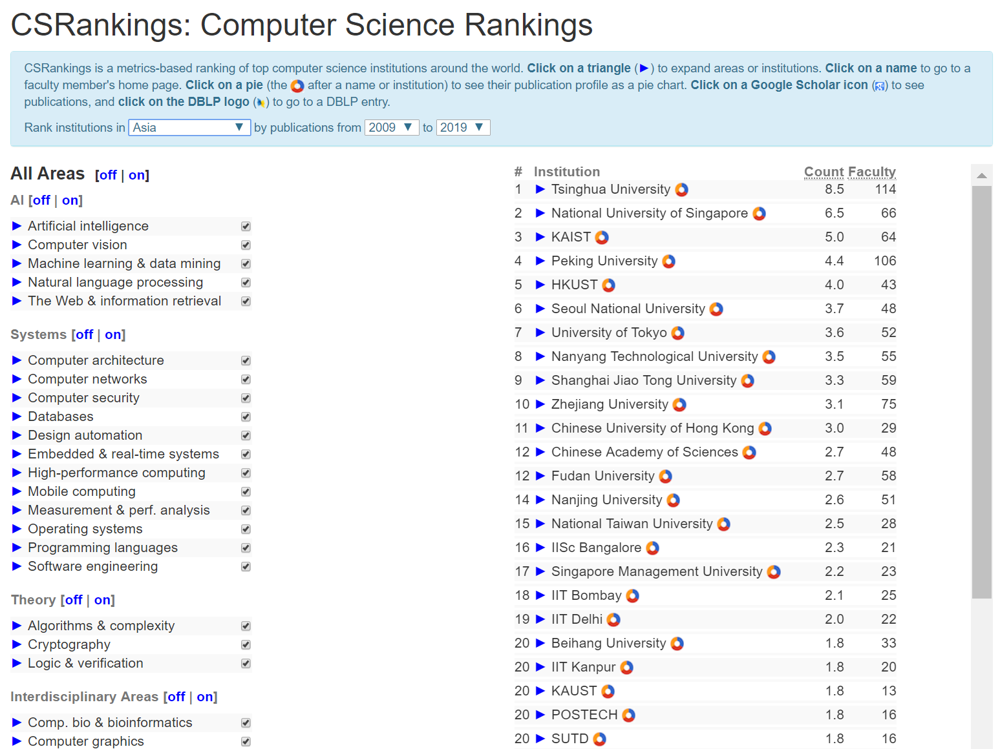 CSRankings: Computer Science Rankings
CSRankings is a metrics-based ranking of top computer science institutions around the world. Click on a triangle (►) to expand areas or institutions. Click on a name to go to a
faculty member's home page. Click on a pie (the after a name or institution) to see their publication profile as a pie chart. Click on a Google Scholar icon () to see
publications, and click on the DBLP logo () to go to a DBLP entry.
Rank institutions in Asia ▼ by publications from 2009 ▼ to 2019 ▼
All Areas [off | on]
AI [off | on]
► Artificial intelligence
► Computer vision
► Machine learning & data mining
► Natural language processing
► The Web & information retrieval
Systems [off | on]
► Computer architecture
► Computer networks
► Computer security
► Databases
► Design automation
► Embedded & real-time systems
► High-performance computing
► Mobile computing
► Measurement & perf. analysis
► Operating systems
► Programming languages
► Software engineering
Theory [off | on]
► Algorithms & complexity
► Cryptography
► Logic & verification
Interdisciplinary Areas [off | on]
► Comp. bio & bioinformatics
► Computer graphics
# Institution Count Faculty
1 ► Tsinghua University 8.5 114
2 ► National University of Singapore 6.5 66
3 ► KAIST 5.0 64
4 ► Peking University 4.4 106
5 ► HKUST 4.0 43
6 ► Seoul National University 3.7 48
7 ► University of Tokyo 3.6 52
8 ► Nanyang Technological University 3.5 55
9 ► Shanghai Jiao Tong University 3.3 59
10 ► Zhejiang University 3.1 75
11 ► Chinese University of Hong Kong 3.0 29
12 ► Chinese Academy of Sciences 2.7 48
12 ► Fudan University 2.7 58
14 ► Nanjing University 2.6 51
15 ► National Taiwan University 2.5 28
16 ► IISc Bangalore 2.3 21
17 ► Singapore Management University 2.2 23
18 ► IIT Bombay 2.1 25
19 ► IIT Delhi 2.0 22
20 ► Beihang University 1.8 33
20 ► IIT Kanpur 1.8 20
20 ► KAUST 1.8 13
20 ► POSTECH 1.8 16
20 ► SUTD 1.8 16